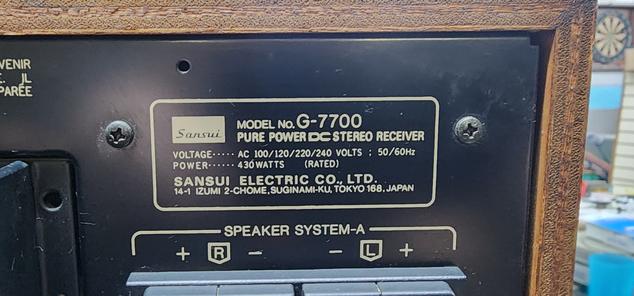 VENIR
E. JL
PARÉE
Sansui
MODEL No. G-7700
PURE POWER DC STEREO RECEIVER
VOLTAGE····· AC 100/120/220/240 VOLTS ; 50/60Hz
POWER······ 430WATTS (RATED)
SANSUI ELECTRIC CO., LTD.
14-1 IZUMI 2-CHOME, SUGINAMI-KU, TOKYO 168, JAPAN
SPEAKER SYSTEM-A
+ R − − L +